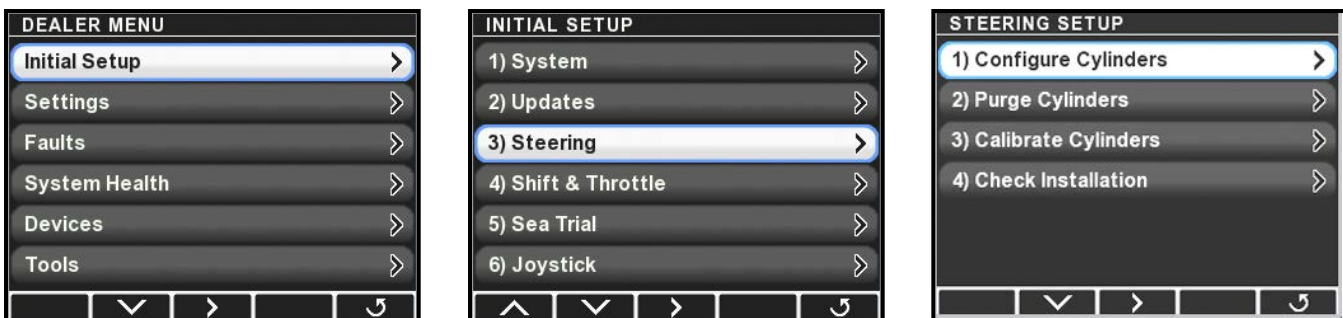 DEALER MENU
Initial Setup
Settings
Faults
System Health
Devices
Tools
INITIAL SETUP
1) System
2) Updates
3) Steering
4) Shift & Throttle
5) Sea Trial
6) Joystick
STEERING SETUP
1) Configure Cylinders
2) Purge Cylinders
3) Calibrate Cylinders
4) Check Installation